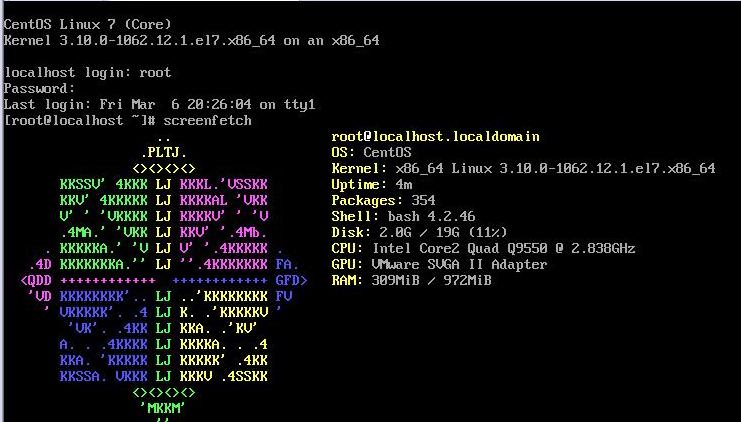 CentOS Linux 7 (Core)
Kernel 3.10.0-1062.12.1.el7.x86_64 on an x86_64
localhost login: root
Password:
Last login: Fri Mar  6 20:26:04 on tty1
[root@localhost ~]# screenfetch
                   ..                    root@localhost.localdomain
                 .PLTJ.                  OS: CentOS
                <><><><>                 Kernel: x86_64 Linux 3.10.0-1062.12.1.el7.x86_64
       KKSSV' 4KKK LJ KKKL.'VSSKK        Uptime: 4m
       KKV' 4KKKKK LJ KKKKAL 'VKK        Packages: 354
       V' ' 'VKKKK LJ KKKKV' ' 'V        Shell: bash 4.2.46
       .4MA.' 'VKK LJ KKV' '.4Mb.        Disk: 2.0G / 19G (11%)
     . KKKKKA.' 'V LJ V' '.4KKKKK .      CPU: Intel Core2 Quad Q9550 @ 2.838GHz
   .4D KKKKKKKA.'' LJ ''.4KKKKKKK FA.    GPU: VMware SVGA II Adapter
  <QDD ++++++++++++  ++++++++++++ GFD>   RAM: 309MiB / 972MiB
   'VD KKKKKKKK'.. LJ ..'KKKKKKKK FV
     ' VKKKKK'. .4 LJ K. .'KKKKKV '
        'VK'. .4KK LJ KKA. .'KV'
       A. . .4KKKK LJ KKKKA. . .4
       KKA. 'KKKKK LJ KKKKK' .4KK
       KKSSA. VKKK LJ KKKV .4SSKK
                <><><><>
                 'MKKM'
                   ''